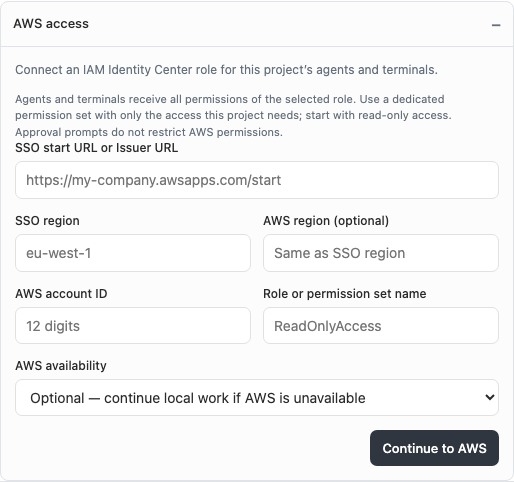 AWS access
Connect an IAM Identity Center role for this project's agents and terminals.
Agents and terminals receive all permissions of the selected role. Use a dedicated
permission set with only the access this project needs; start with read-only access.
Approval prompts do not restrict AWS permissions.
SSO start URL or Issuer URL
https://my-company.awsapps.com/start
SSO region
AWS region (optional)
eu-west-1
Same as SSO region
AWS account ID
Role or permission set name
12 digits
ReadOnlyAccess
AWS availability
Optional — continue local work if AWS is unavailable
Continue to AWS